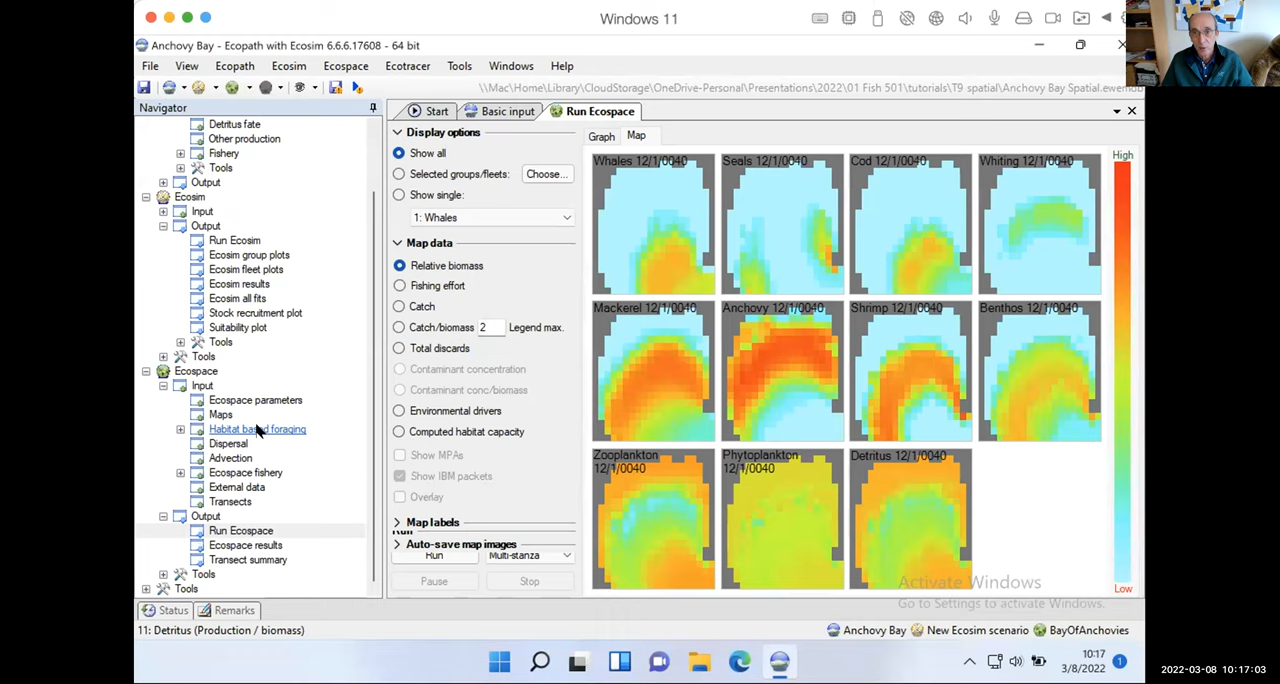 Windows 11
Anchovy Bay - Ecopath with Ecosim 6.6.6.17608 - 64 bit
File View Ecopath Ecosim Ecospace Ecotracer Tools Windows Help
\\Mac\Home\Library\CloudStorage\OneDrive-Personal\Presentations\2022\01 Fish 501\tutorials\T9 spatial\Anchovy Bay Spatial.ewemdb
Navigator
Detritus fate
Other production
Fishery
Tools
Output
Ecosim
Input
Output
Run Ecosim
Ecosim group plots
Ecosim fleet plots
Ecosim results
Ecosim all fits
Stock recruitment plot
Suitability plot
Tools
Tools
Ecospace
Input
Ecospace parameters
Maps
Habitat based foraging
Dispersal
Advection
Ecospace fishery
External data
Transects
Output
Run Ecospace
Ecospace results
Transect summary
Tools
Tools
Start Basic input Run Ecospace
Display options
Show all
Selected groups/fleets: Choose...
Show single:
1: Whales
Map data
Relative biomass
Fishing effort
Catch
Catch/biomass 2 Legend max.
Total discards
Contaminant concentration
Contaminant conc/biomass
Environmental drivers
Computed habitat capacity
Show MPAs
Show IBM packets
Overlay
Map labels
Auto-save map images
Run Multi-stanza
Pause Stop
Graph Map
Whales 12/1/0040 Seals 12/1/0040 Cod 12/1/0040 Whiting 12/1/0040
Mackerel 12/1/0040 Anchovy 12/1/0040 Shrimp 12/1/0040 Benthos 12/1/0040
Zooplankton
12/1/0040
Phytoplankton
12/1/0040
Detritus 12/1/0040
High
Low
Activate Windows
Go to Settings to activate Windows.
Status Remarks
11: Detritus (Production / biomass)
Anchovy Bay New Ecosim scenario BayOfAnchovies
10:17
3/8/2022
1
2022-03-08 10:17:03